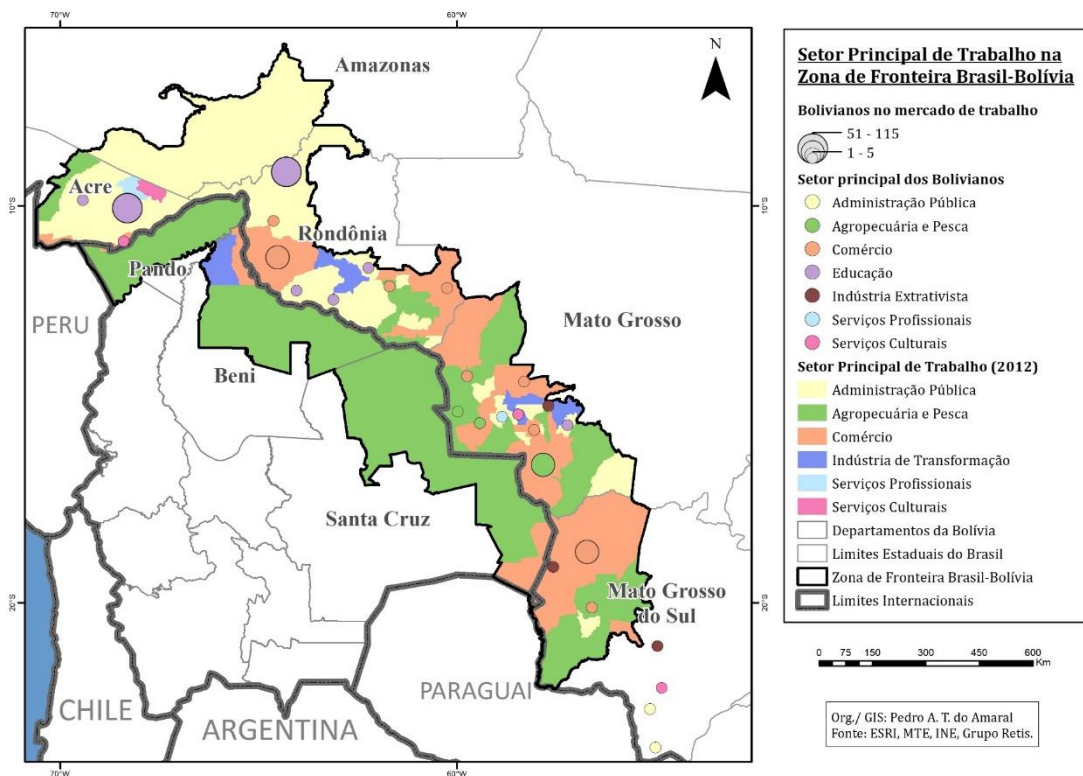 70°W
60°W
N
Amazonas
Acre
10°S
10°S
Rondônia
Pando
PERU
Mato Grosso
Beni
Santa Cruz
20°S
Mato Grosso
do Sul
20°S
PARAGUAI
CHILE
ARGENTINA
70°W
60°W
Setor Principal de Trabalho na
Zona de Fronteira Brasil-Bolívia
Bolivianos no mercado de trabalho
51 - 115
1 - 5
Setor principal dos Bolivianos
Administração Pública
Agropecuária e Pesca
Comércio
Educação
Indústria Extrativista
Serviços Profissionais
Serviços Culturais
Setor Principal de Trabalho (2012)
Administração Pública
Agropecuária e Pesca
Comércio
Indústria de Transformação
Serviços Profissionais
Serviços Culturais
Departamentos da Bolívia
Limites Estaduais do Brasil
Zona de Fronteira Brasil-Bolívia
Limites Internacionais
0 75 150 300 450 600
Km
Org./ GIS: Pedro A. T. do Amaral
Fonte: ESRI, MTE, INE, Grupo Retis.